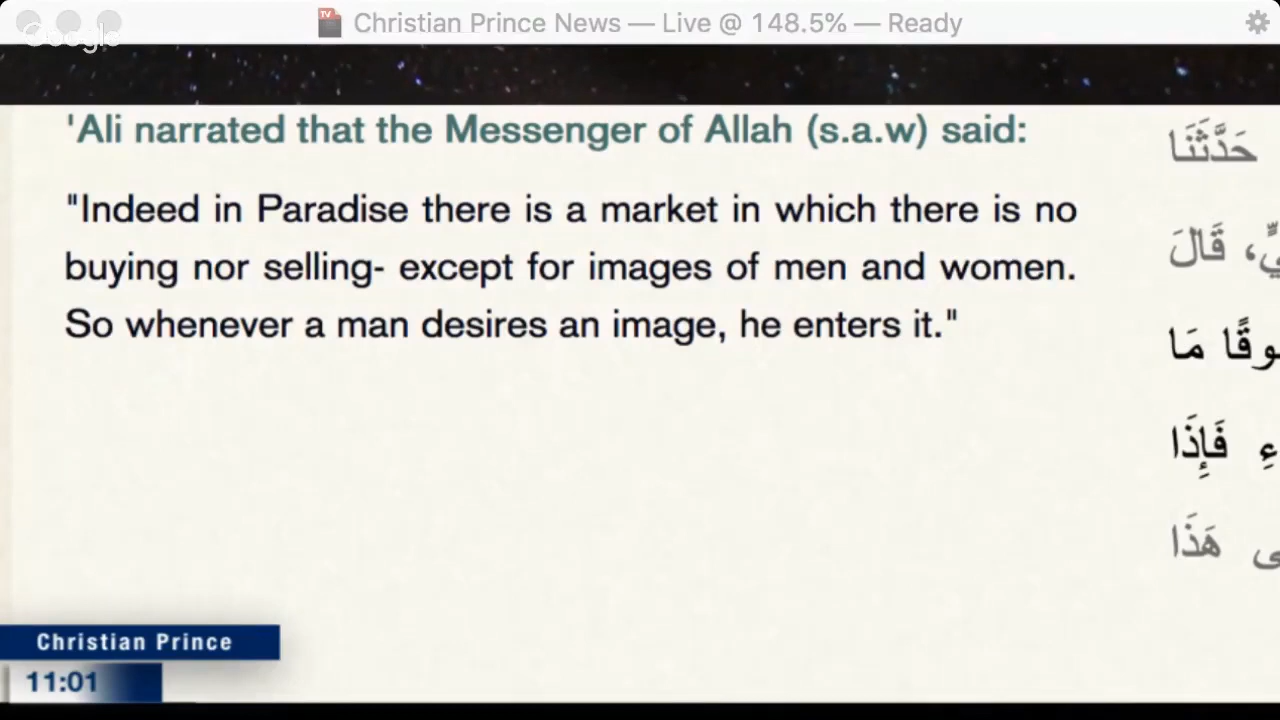 Christian Prince News — Live @ 148.5% — Ready
Google
'Ali narrated that the Messenger of Allah (s.a.w) said:
"Indeed in Paradise there is a market in which there is no
buying nor selling- except for images of men and women.
So whenever a man desires an image, he enters it."
حَدَّثَنَا
قَالَ
مَا
فَإِذَا
هَذَا
Christian Prince
11:01